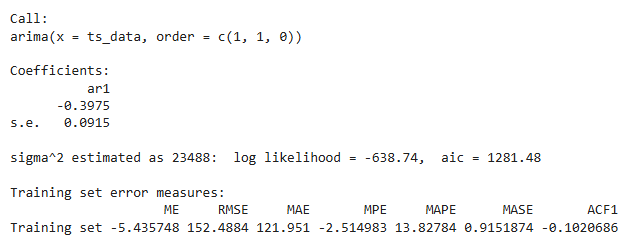 Call:
arima(x = ts_data, order = c(1, 1, 0))
Coefficients:
ar1
-0.3975
s.e. 0.0915
sigma^2 estimated as 23488: log likelihood = -638.74, aic = 1281.48
Training set error measures:
ME RMSE MAE MPE MAPE MASE ACF1
Training set -5.435748 152.4884 121.951 -2.514983 13.82784 0.9151874 -0.1020686